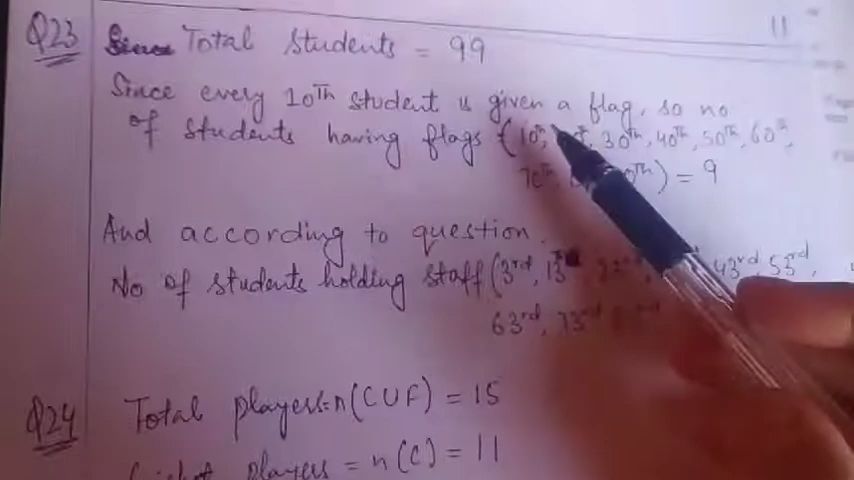 11
Q23 Since Total Students = 99
Since every 10th student is given a flag, so no
of students having flags (10th, 30th, 40th, 50th, 60th,
70th, ) = 9
And according to question.
No of students holding staff (3rd, 13 43rd, 53rd,
63rd, 73rd
Q24 Total players = n(CUF) = 15
players = n(C) = 11